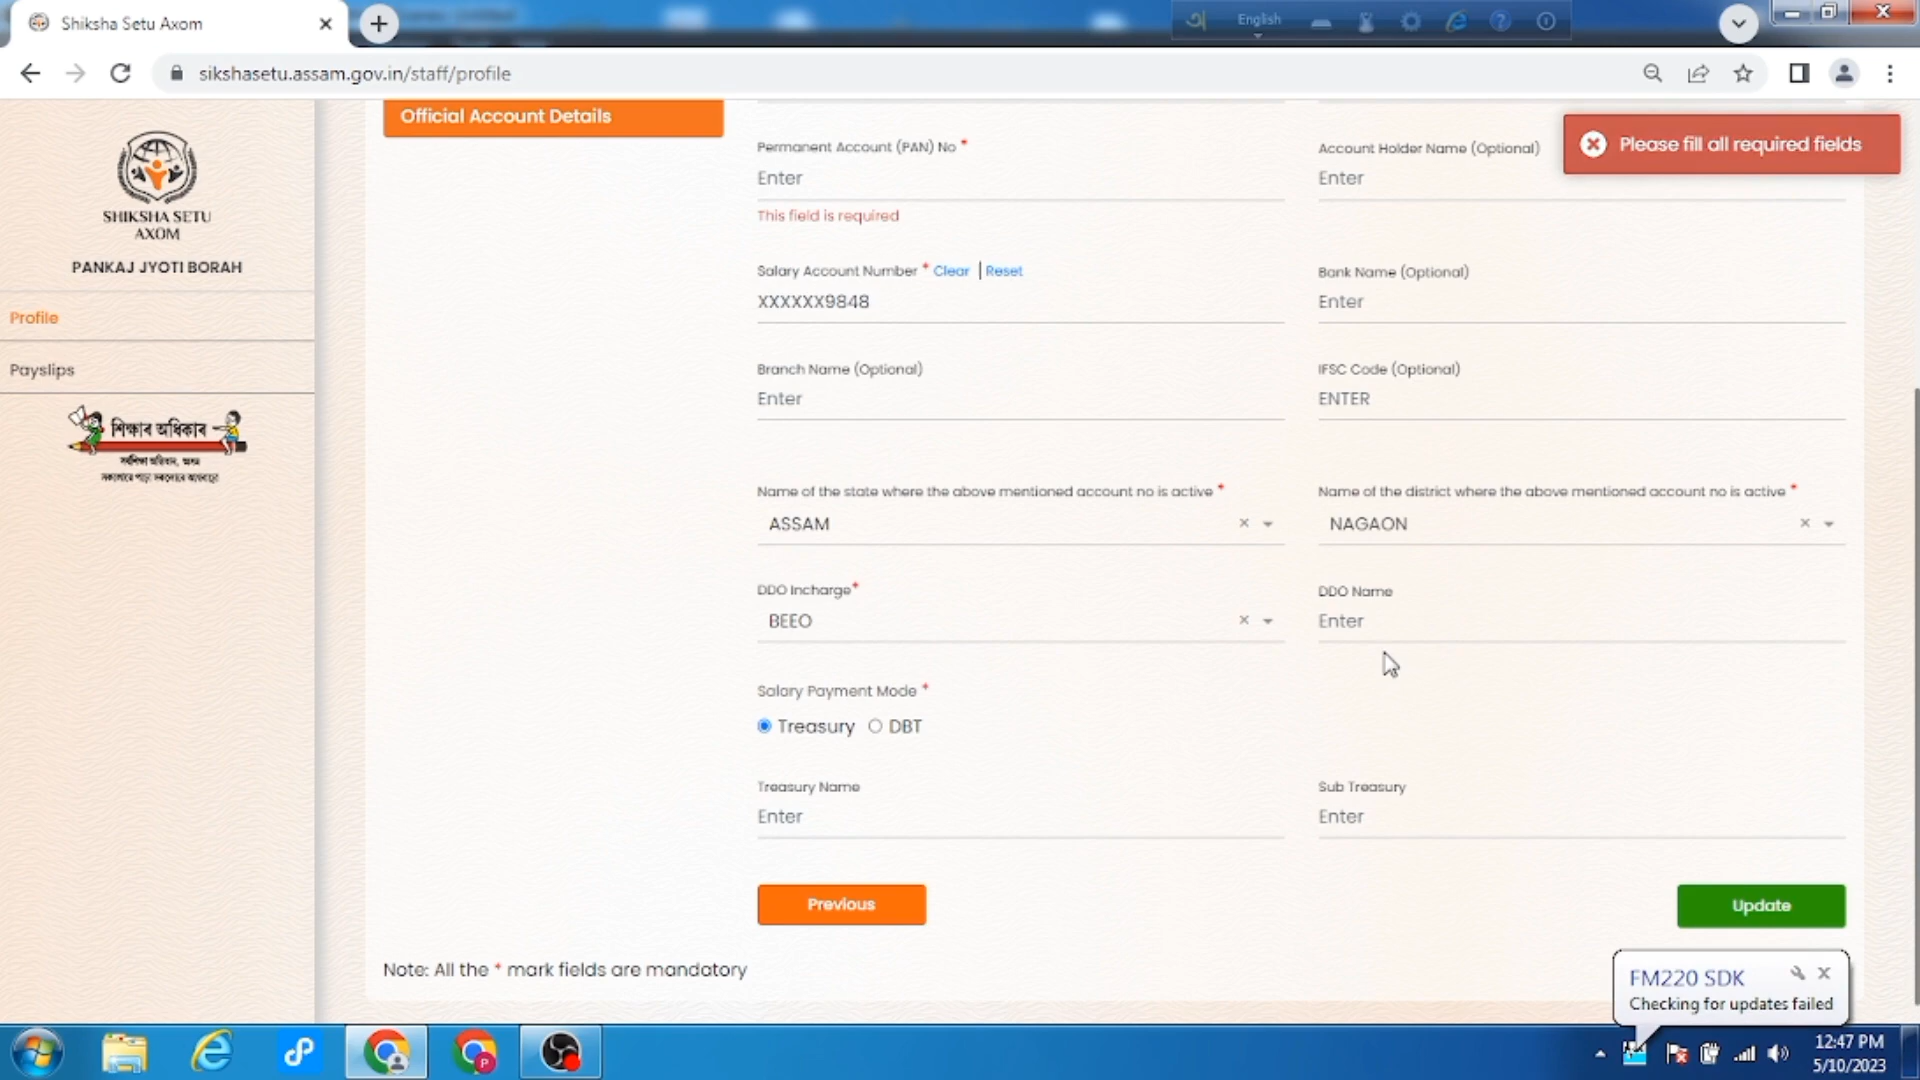 Shiksha Setu Axom
English
sikshasetu.assam.gov.in/staff/profile
SHIKSHA SETU
AXOM
PANKAJ JYOTI BORAH
Profile
Payslips
শিক্ষাৰ অধিকাৰ
সৰ্বশিক্ষা অভিযান, অসম
Official Account Details
Please fill all required fields
Permanent Account (PAN) No *
Enter
This field is required
Account Holder Name (Optional)
Enter
Salary Account Number * Clear | Reset
XXXXXX9848
Bank Name (Optional)
Enter
Branch Name (Optional)
Enter
IFSC Code (Optional)
ENTER
Name of the state where the above mentioned account no is active *
ASSAM
Name of the district where the above mentioned account no is active *
NAGAON
DDO Incharge*
BEEO
DDO Name
Enter
Salary Payment Mode *
Treasury DBT
Treasury Name
Enter
Sub Treasury
Enter
Previous
Update
Note: All the * mark fields are mandatory
FM220 SDK
Checking for updates failed
12:47 PM
5/10/2023